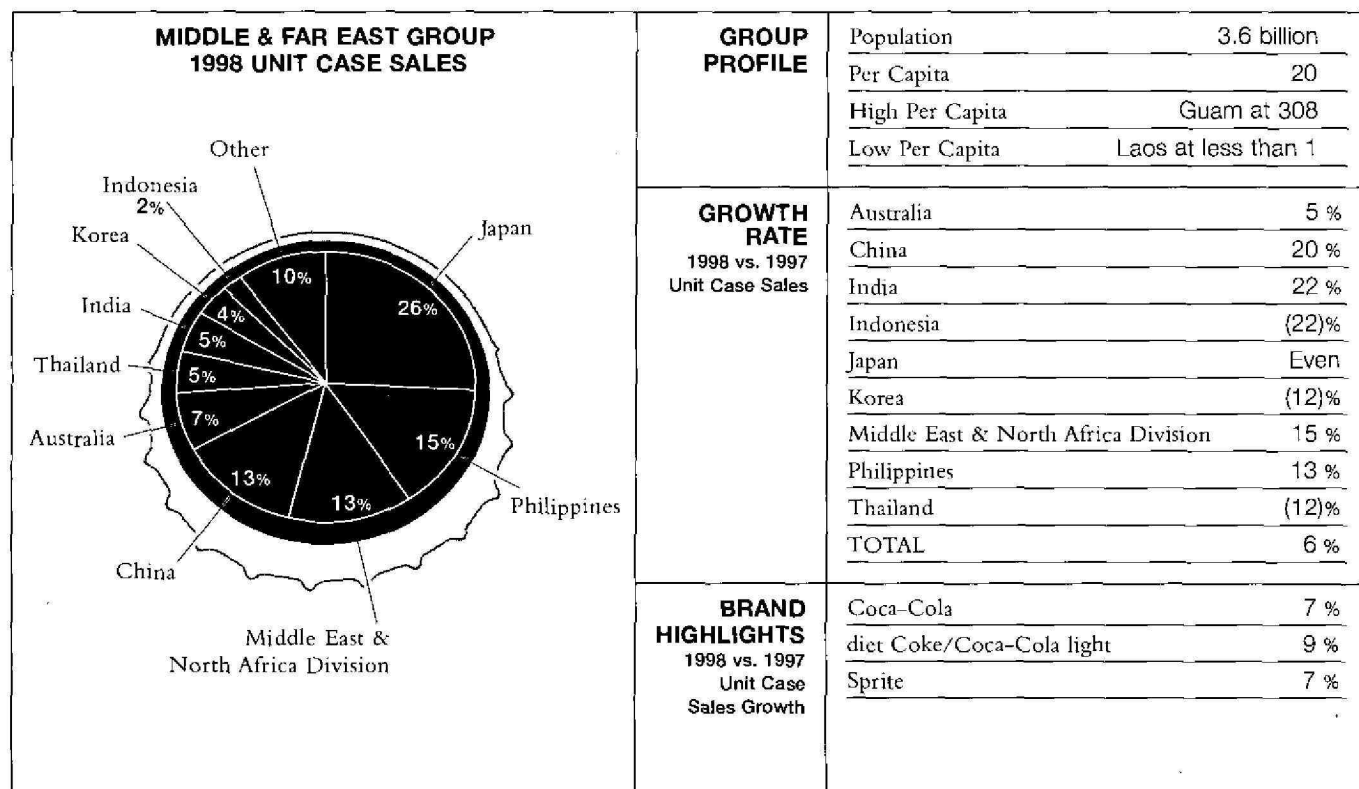 MIDDLE & FAR EAST GROUP
1998 UNIT CASE SALES
Other
Indonesia
2%
Korea
India
Thailand
Australia
China
Middle East &
North Africa Division
Philippines
Japan
10%
26%
4%
5%
5%
7%
13%
13%
15%
GROUP
PROFILE
Population 3.6 billion
Per Capita 20
High Per Capita Guam at 308
Low Per Capita Laos at less than 1
GROWTH
RATE
1998 vs. 1997
Unit Case Sales
Australia 5 %
China 20 %
India 22 %
Indonesia (22)%
Japan Even
Korea (12)%
Middle East & North Africa Division 15 %
Philippines 13 %
Thailand (12)%
TOTAL 6 %
BRAND
HIGHLIGHTS
1998 vs. 1997
Unit Case
Sales Growth
Coca-Cola 7 %
diet Coke/Coca-Cola light 9 %
Sprite 7 %